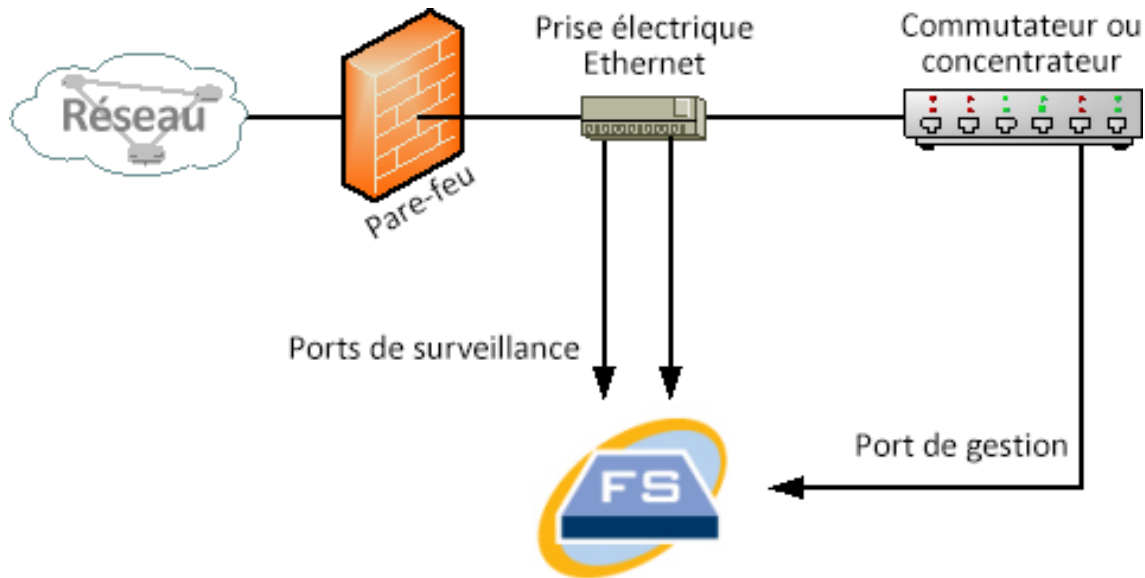 Prise électrique
Ethernet
Commutateur ou
concentrateur
Réseau
Pare-feu
Ports de surveillance
Port de gestion
FS